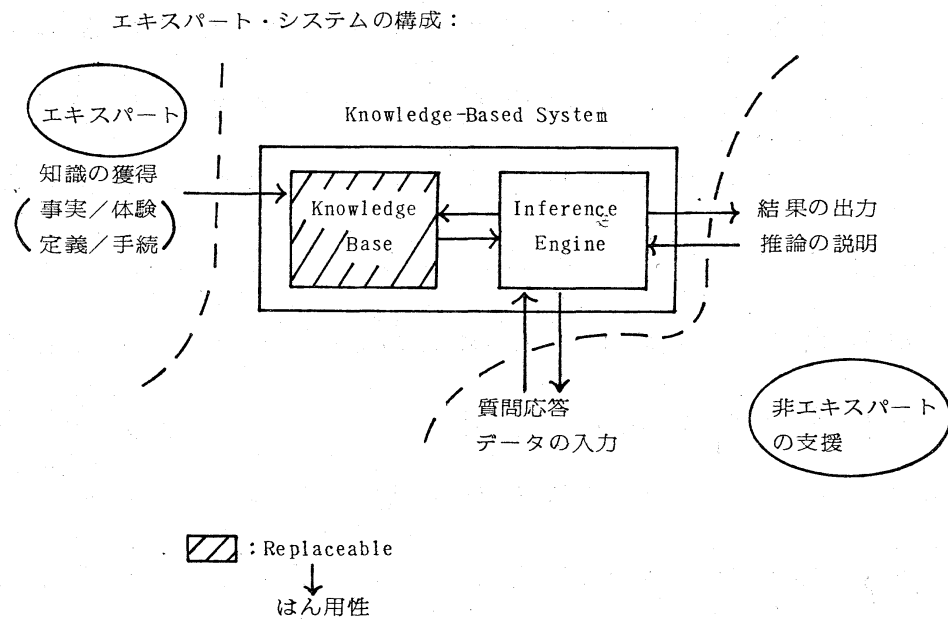 エキスパート・システムの構成：
エキスパート
知識の獲得
(事実／体験
定義／手続)
Knowledge-Based System
Knowledge
Base
Inference
Engine
結果の出力
推論の説明
質問応答
データの入力
非エキスパート
の支援
：Replaceable
はん用性